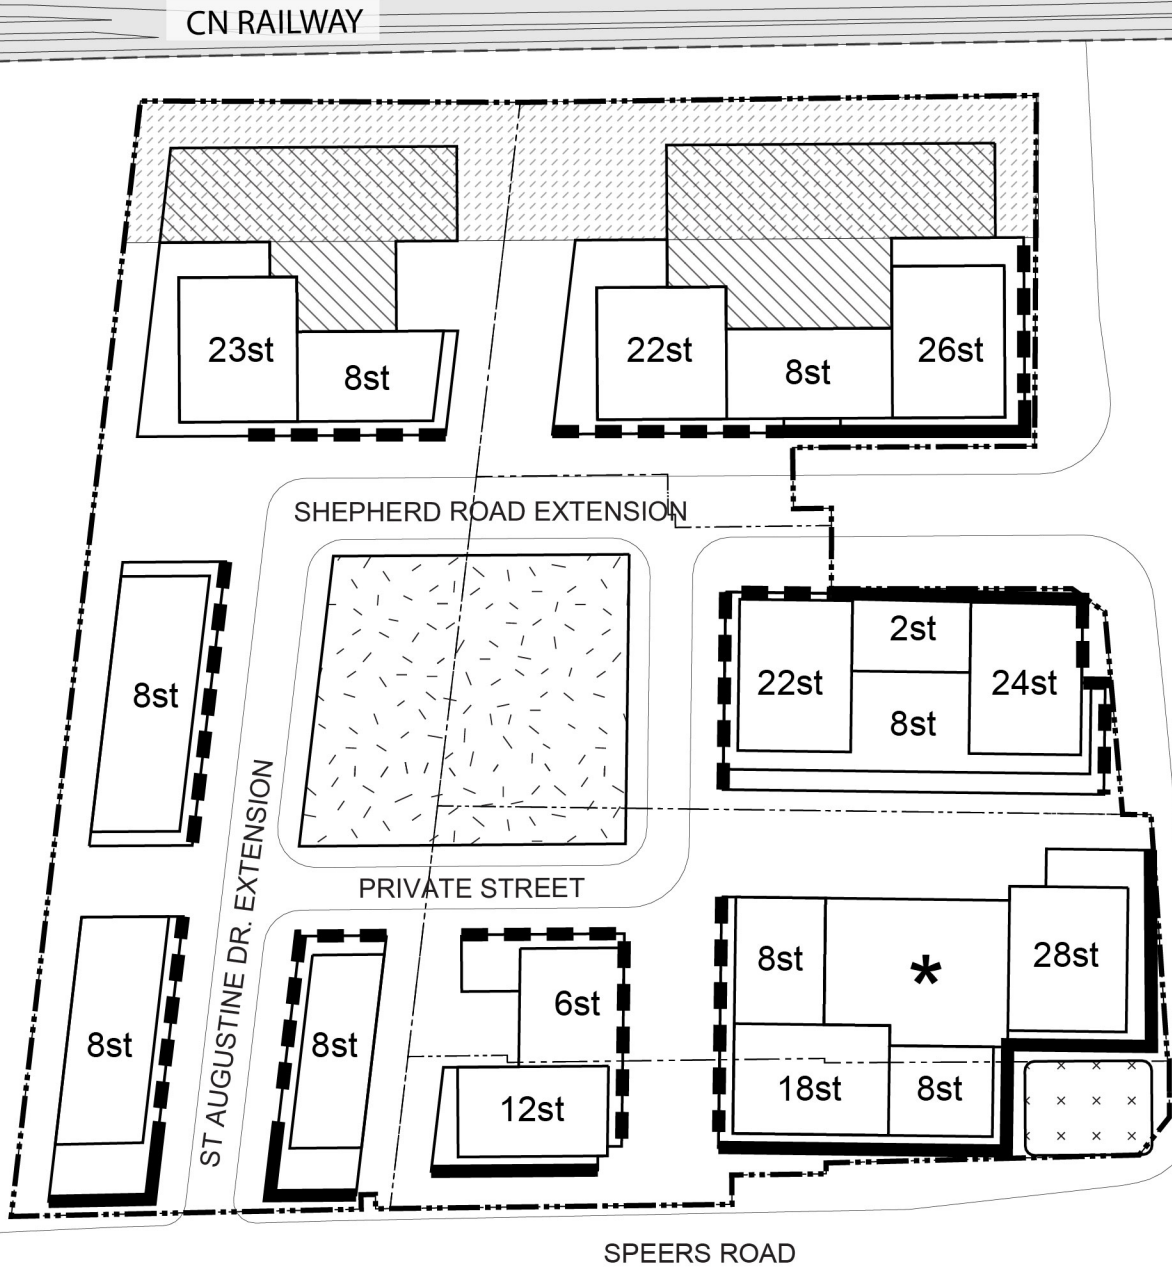 CN RAILWAY
23st
8st
22st
8st
26st
SHEPHERD ROAD EXTENSION
8st
22st
2st
8st
24st
ST AUGUSTINE DR. EXTENSION
PRIVATE STREET
8st
8st
6st
12st
8st
*
28st
18st
8st
SPEERS ROAD